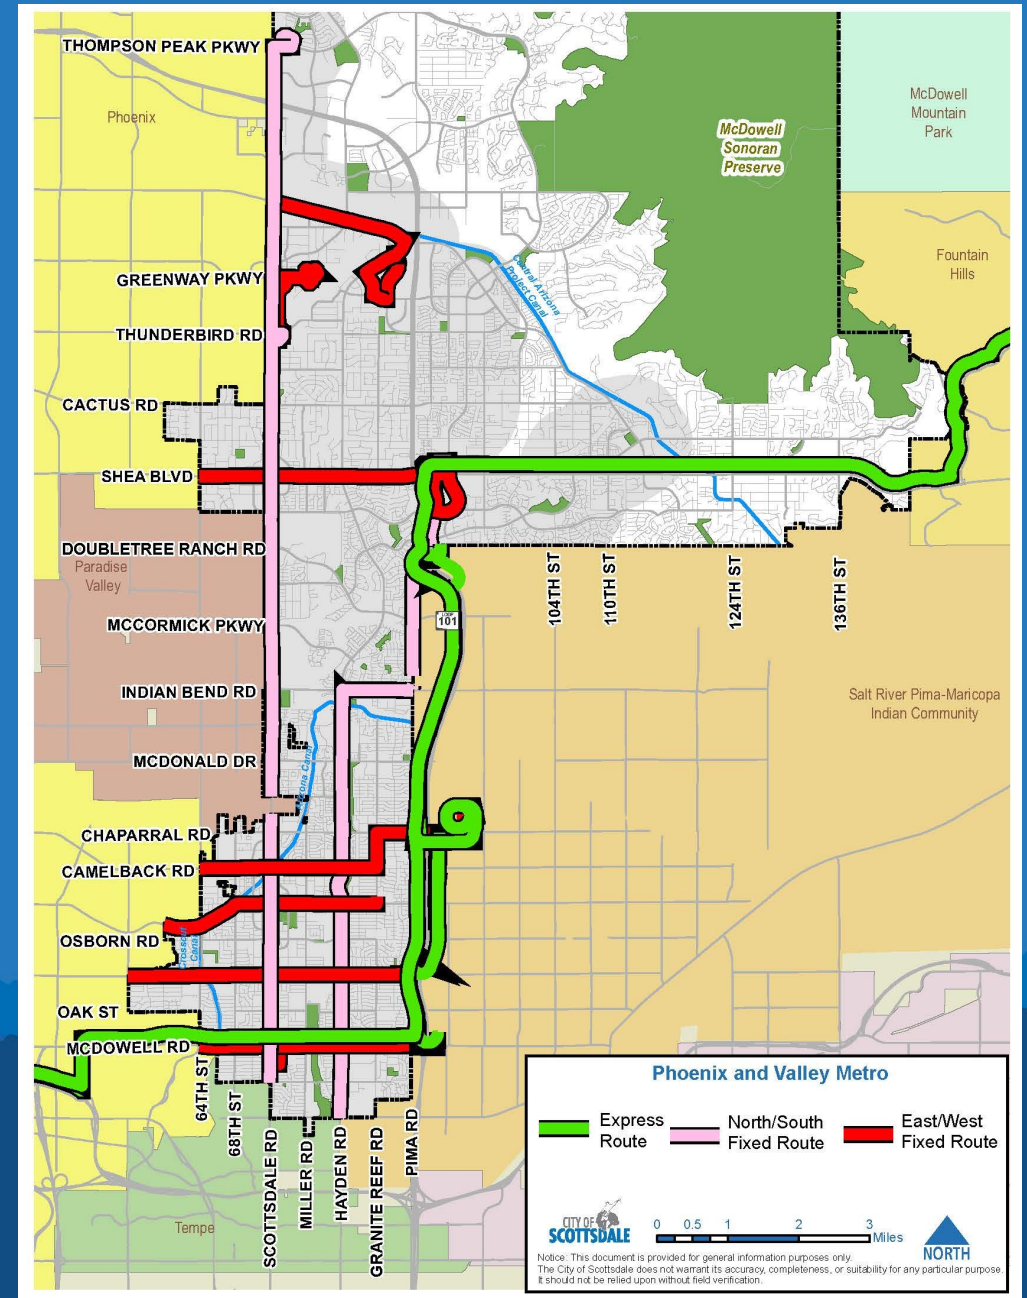 THOMPSON PEAK PKWY
Phoenix
McDowell
Mountain
Park
McDowell
Sonoran
Preserve
Fountain
Hills
GREENWAY PKWY
Central Arizona
Project Canal
THUNDERBIRD RD
CACTUS RD
SHEA BLVD
DOUBLETREE RANCH RD
Paradise
Valley
104TH ST
110TH ST
124TH ST
136TH ST
LOOP
101
MCCORMICK PKWY
INDIAN BEND RD
Salt River Pima-Maricopa
Indian Community
MCDONALD DR
Arizona Canal
CHAPARRAL RD
CAMELBACK RD
OSBORN RD
Crosscut
Canal
OAK ST
MCDOWELL RD
64TH ST
68TH ST
SCOTTSDALE RD
MILLER RD
HAYDEN RD
GRANITE REEF RD
PIMA RD
Tempe
Phoenix and Valley Metro
Express
Route
North/South
Fixed Route
East/West
Fixed Route
CITY OF
SCOTTSDALE
0 0.5 1 2 3
Miles
NORTH
Notice: This document is provided for general information purposes only.
The City of Scottsdale does not warrant its accuracy, completeness, or suitability for any particular purpose.
It should not be relied upon without field verification.